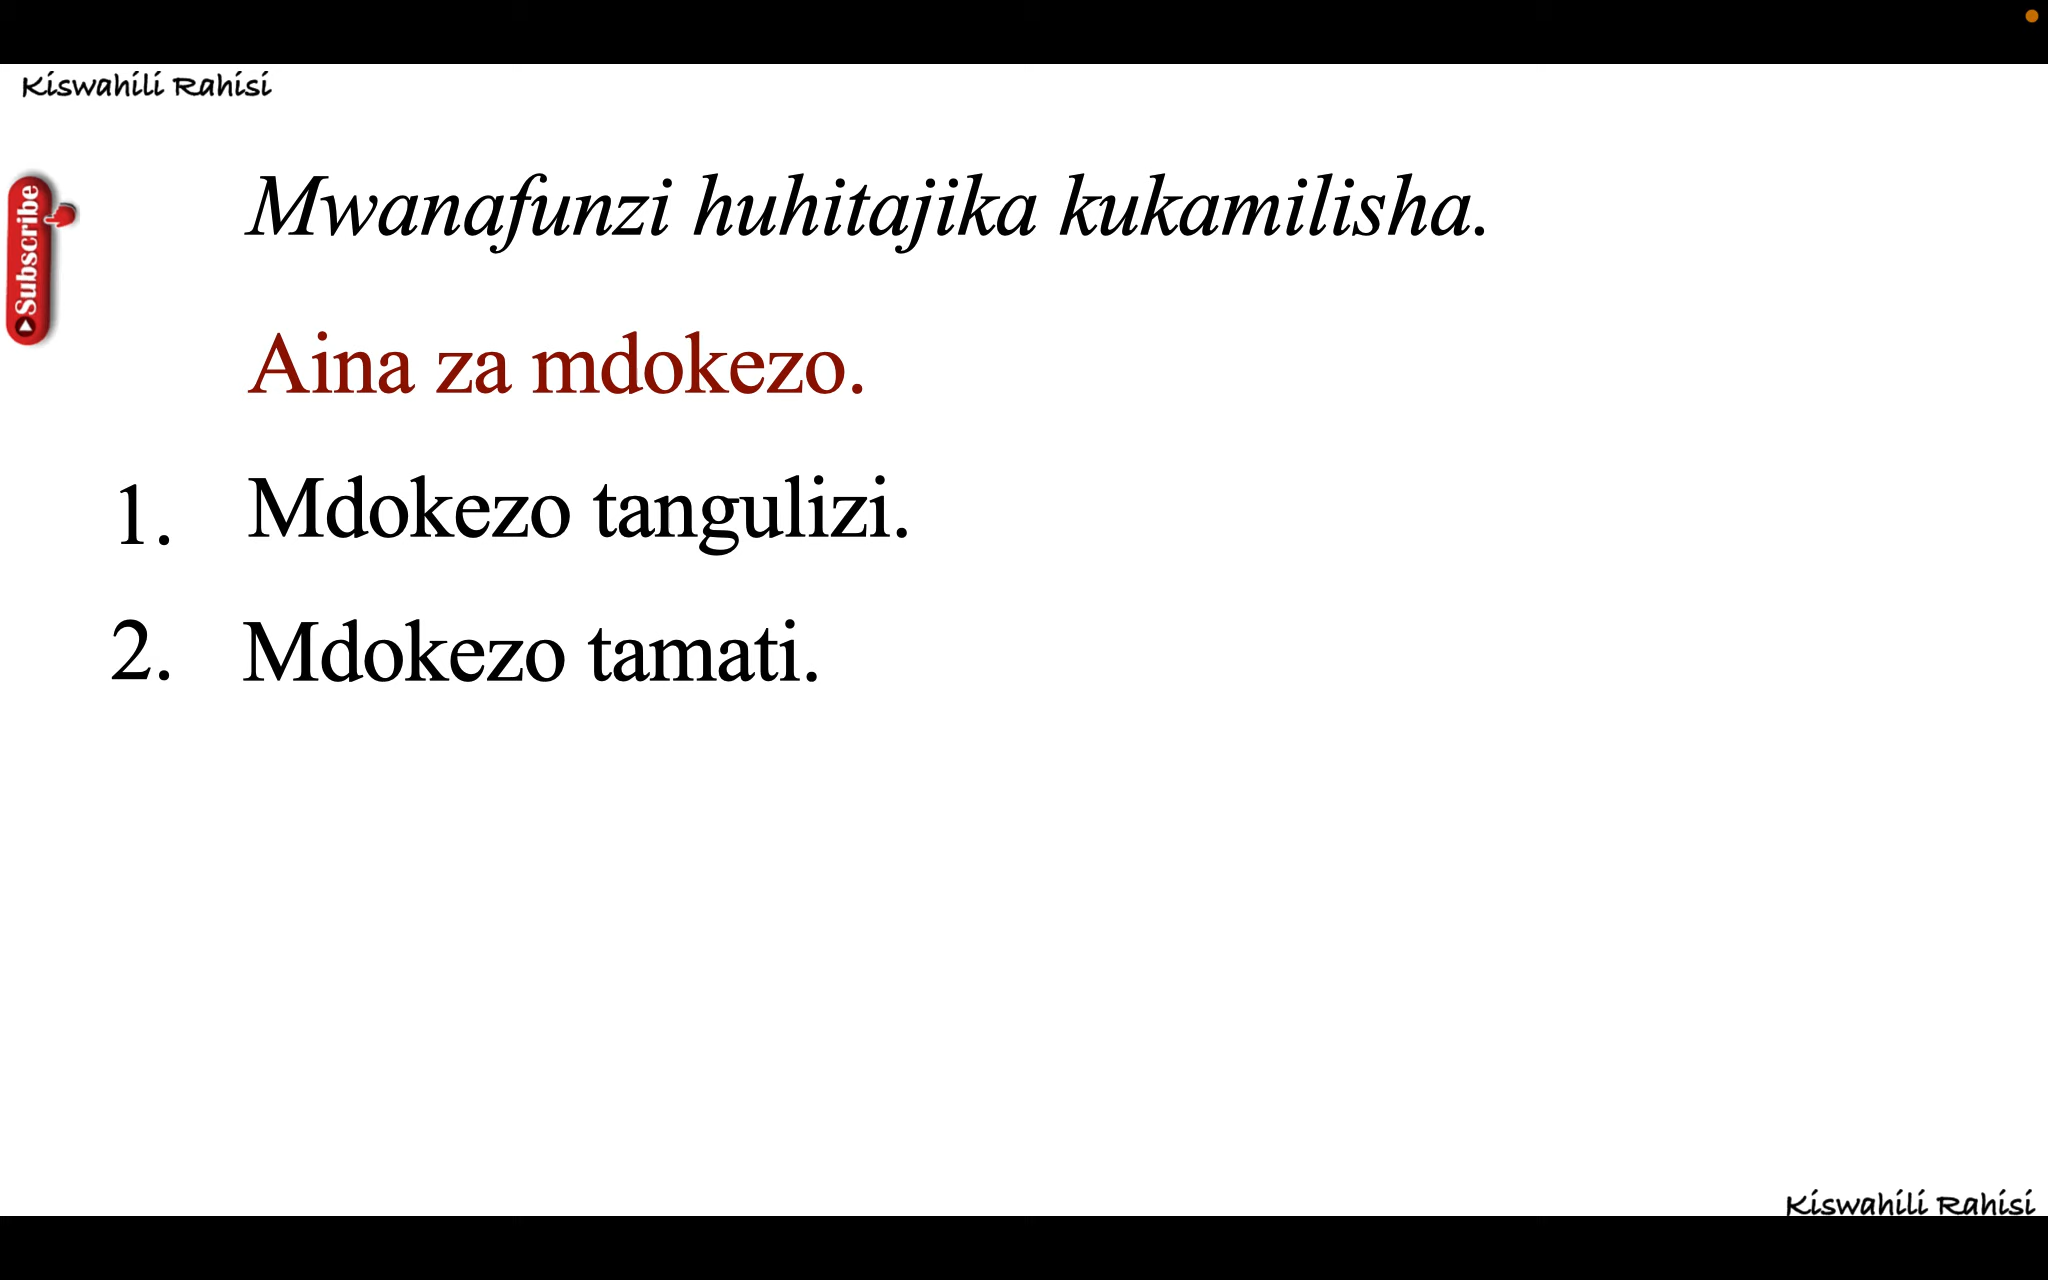 Kiswahili Rahisi
Subscribe
Mwanafunzi huhitajika kukamilisha.
Aina za mdokezo.
1. Mdokezo tangulizi.
2. Mdokezo tamati.
Kiswahili Rahisi